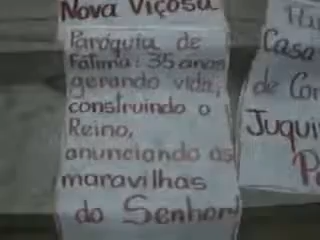 Nova Viçosa
Paróquia de
Fátima: 35 anos
gerando vida,
construindo o
Reino,
anunciando as
maravilhas
do Senhor!
Casa
de
Juqui